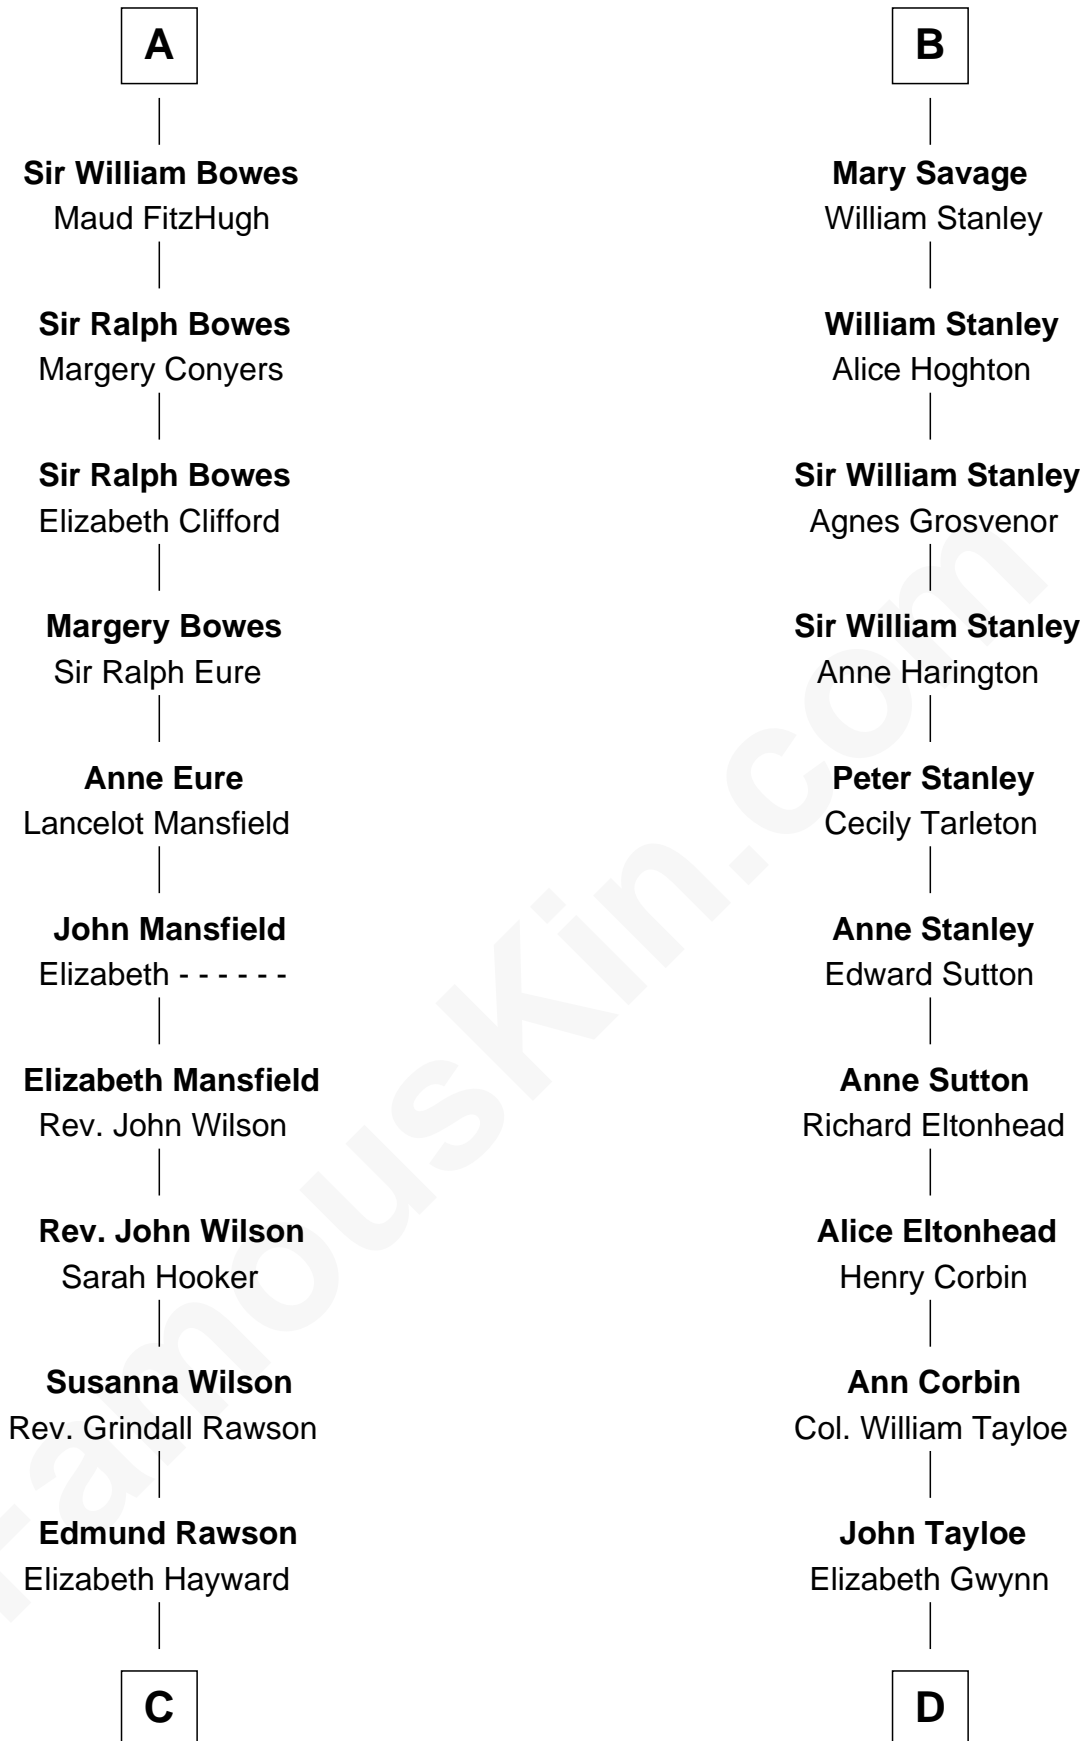 A
Sir William Bowes
Maud FitzHugh
Sir Ralph Bowes
Margery Conyers
Sir Ralph Bowes
Elizabeth Clifford
Margery Bowes
Sir Ralph Eure
Anne Eure
Lancelot Mansfield
John Mansfield
Elizabeth - - - - - -
Elizabeth Mansfield
Rev. John Wilson
Rev. John Wilson
Sarah Hooker
Susanna Wilson
Rev. Grindall Rawson
Edmund Rawson
Elizabeth Hayward
C
B
Mary Savage
William Stanley
William Stanley
Alice Hoghton
Sir William Stanley
Agnes Grosvenor
Sir William Stanley
Anne Harington
Peter Stanley
Cecily Tarleton
Anne Stanley
Edward Sutton
Anne Sutton
Richard Eltonhead
Alice Eltonhead
Henry Corbin
Ann Corbin
Col. William Tayloe
John Tayloe
Elizabeth Gwynn
D
FamousKin.com